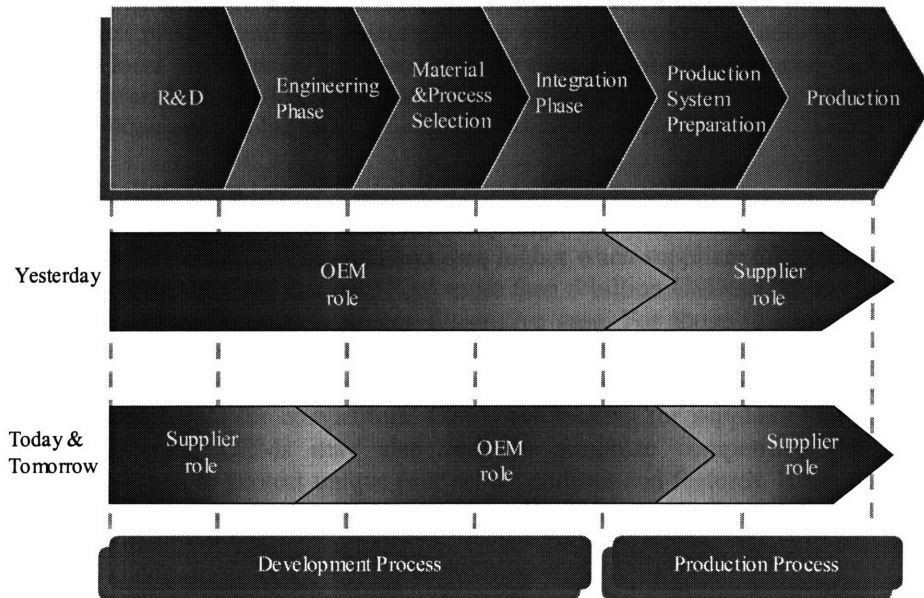 R&D
Engineering
Phase
Material
&Process
Selection
Integration
Phase
Production
System
Preparation
Production
Yesterday
OEM
role
Supplier
role
Today &
Tomorrow
Supplier
role
OEM
role
Supplier
role
Development Process
Production Process